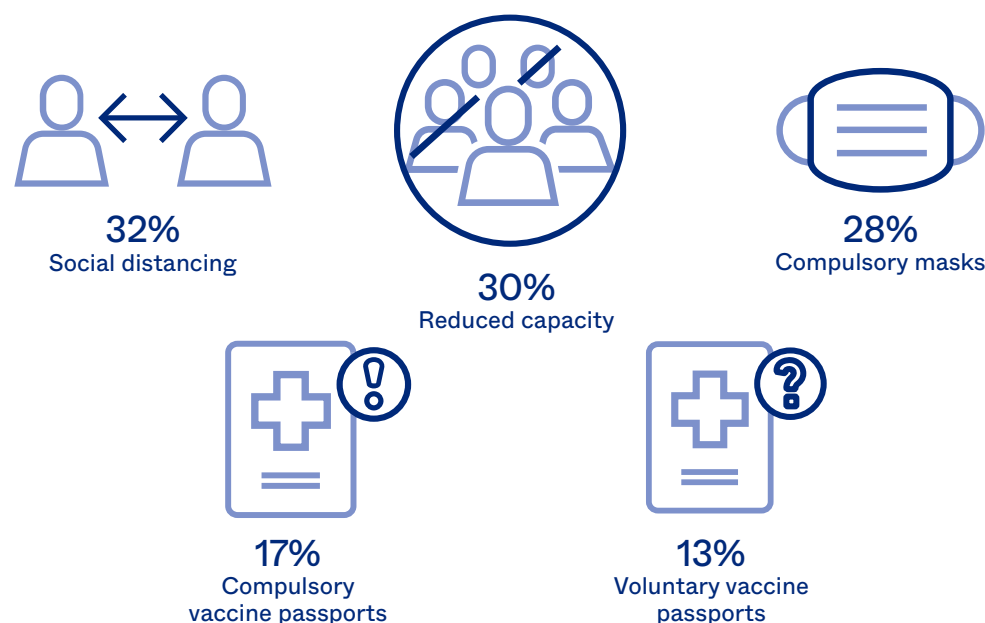 32%
Social distancing
30%
Reduced capacity
28%
Compulsory masks
17%
Compulsory
vaccine passports
13%
Voluntary vaccine
passports